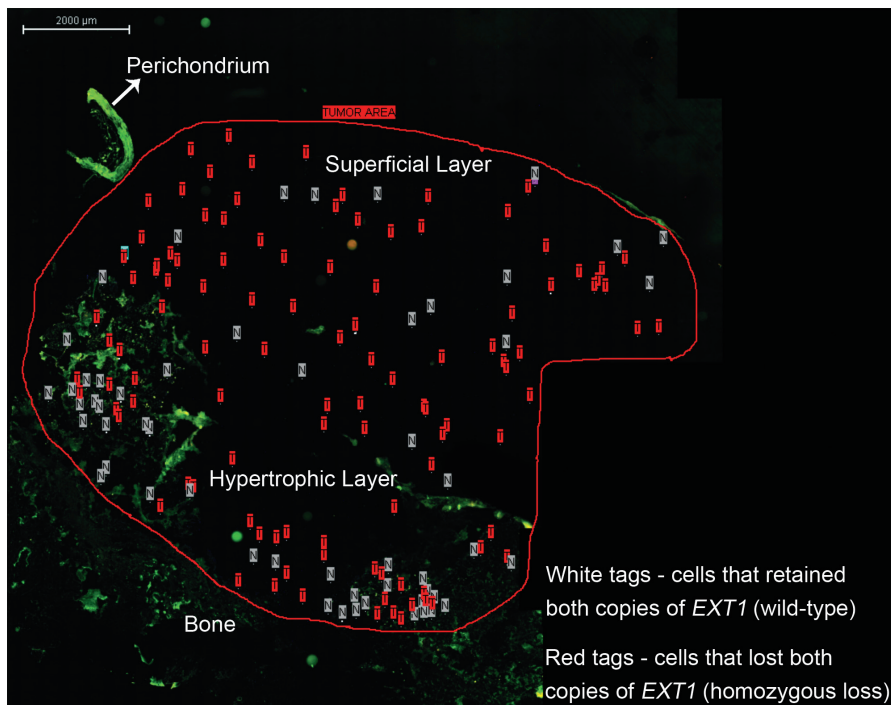 2000 µm
Perichondrium
TUMOR AREA
Superficial Layer
Hypertrophic Layer
Bone
White tags - cells that retained
both copies of EXT1 (wild-type)
Red tags - cells that lost both
copies of EXT1 (homozygous loss)